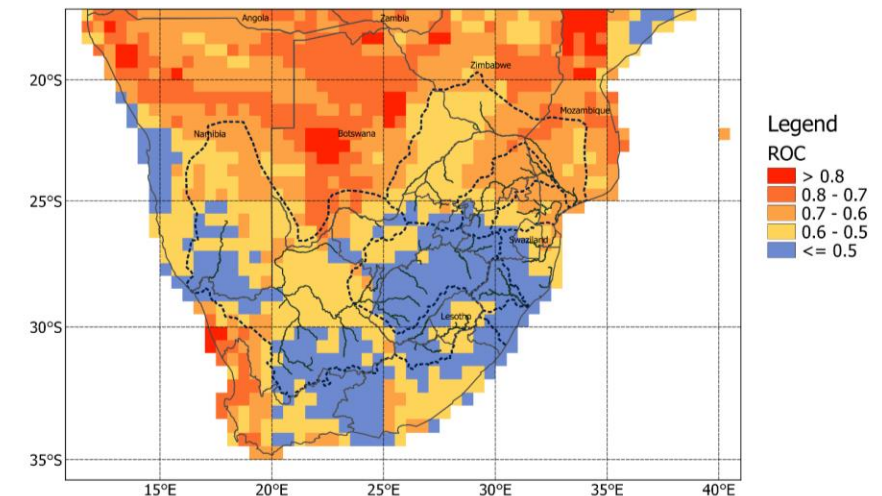 Angola
Zambia
20°S
Zimbabwe
Mozambique
Namibia
Botswana
25°S
Swaziland
Lesotho
30°S
35°S
15°E
20°E
25°E
30°E
35°E
40°E
Legend
ROC
> 0.8
0.8 - 0.7
0.7 - 0.6
0.6 - 0.5
<= 0.5